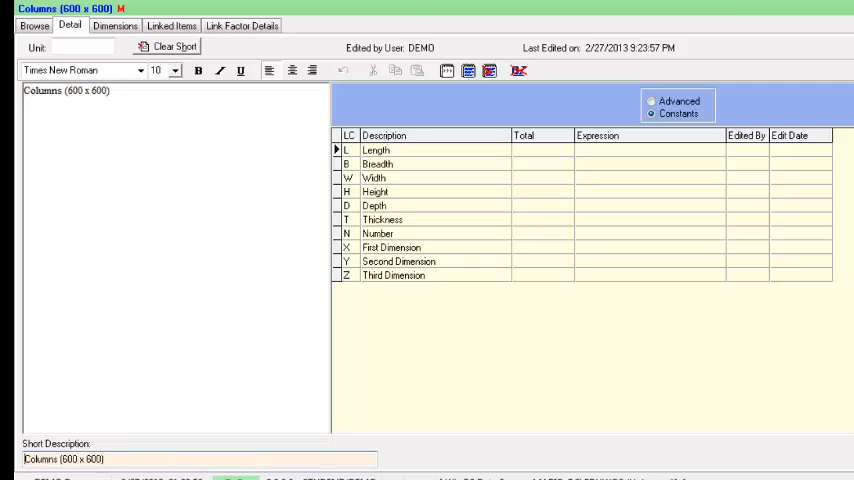 Columns (600 x 600) M
Browse Detail Dimensions Linked Items Link Factor Details
Unit: Clear Short Edited by User: DEMO Last Edited on: 2/27/2013 9:23:57 PM
Times New Roman 10 B I U
Columns (600 x 600)
Advanced
Constants
LC Description Total Expression Edited By Edit Date
L Length
B Breadth
W Width
H Height
D Depth
T Thickness
N Number
X First Dimension
Y Second Dimension
Z Third Dimension
Short Description:
Columns (600 x 600)